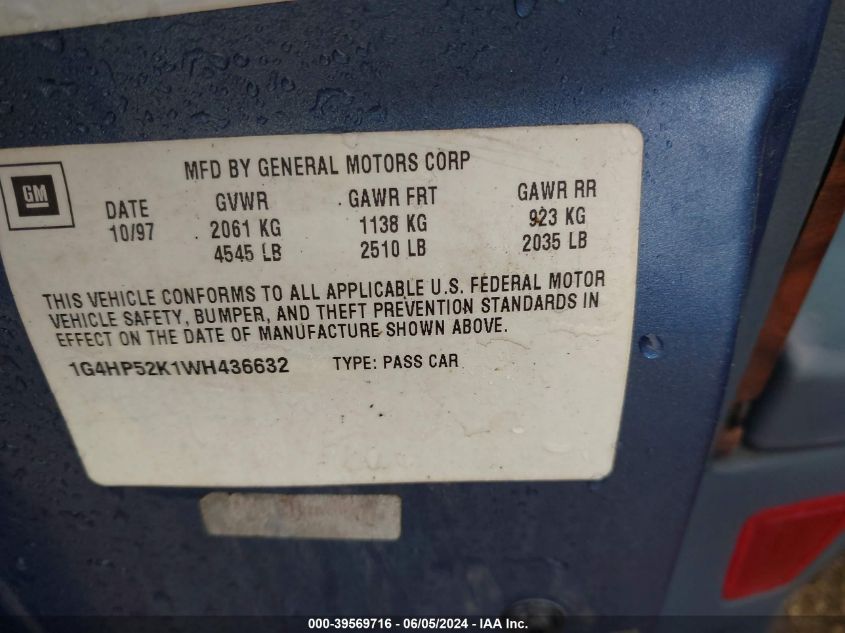 MFD BY GENERAL MOTORS CORP
GM
DATE GVWR GAWR FRT GAWR RR
10/97 2061 KG 1138 KG 923 KG
4545 LB 2510 LB 2035 LB
THIS VEHICLE CONFORMS TO ALL APPLICABLE U.S. FEDERAL MOTOR
VEHICLE SAFETY, BUMPER, AND THEFT PREVENTION STANDARDS IN
EFFECT ON THE DATE OF MANUFACTURE SHOWN ABOVE.
1G4HP52K1WH436632 TYPE: PASS CAR
000-39569716 - 06/05/2024 - IAA Inc.